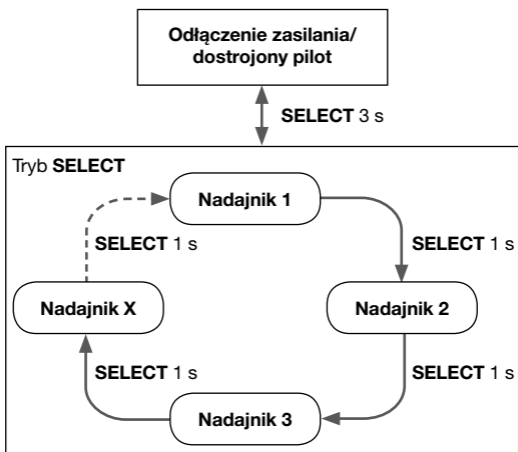 Odłączenie zasilania/
dostrojony pilot
SELECT 3 s
Tryb SELECT
Nadajnik 1
SELECT 1 s
SELECT 1 s
Nadajnik X
Nadajnik 2
SELECT 1 s
SELECT 1 s
Nadajnik 3